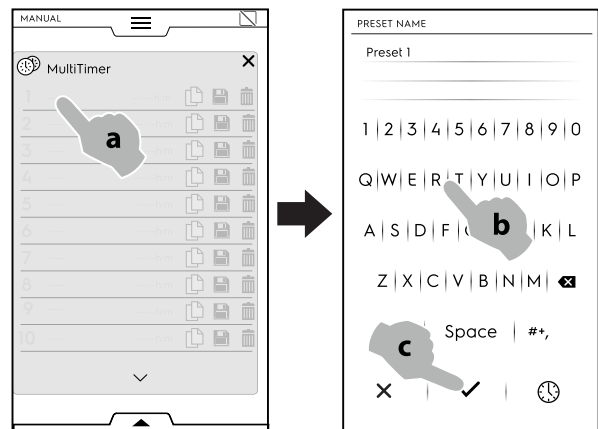 MANUAL
MultiTimer
1 --- -- h:m
2 --- -- h:m
3 --- -- h:m
4 --- -- h:m
5 --- -- h:m
6 --- -- h:m
7 --- -- h:m
8 --- -- h:m
9 --- -- h:m
10 --- -- h:m
a
PRESET NAME
Preset 1
1 2 3 4 5 6 7 8 9 0
Q W E R T Y U I O P
A S D F K L
b
Z X C V B N M
Space #+,
c